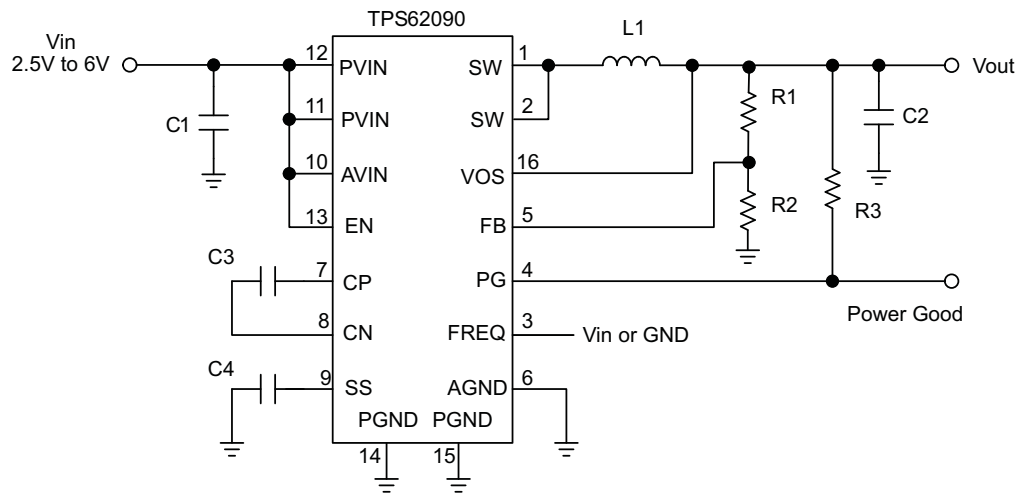 TPS62090
Vin
2.5V to 6V
L1
12
PVIN
SW
1
Vout
C1
11
PVIN
SW
2
R1
C2
10
AVIN
VOS
16
13
EN
FB
5
R2
R3
C3
7
CP
PG
4
Power Good
8
CN
FREQ
3
Vin or GND
C4
9
SS
AGND
6
PGND
PGND
14
15